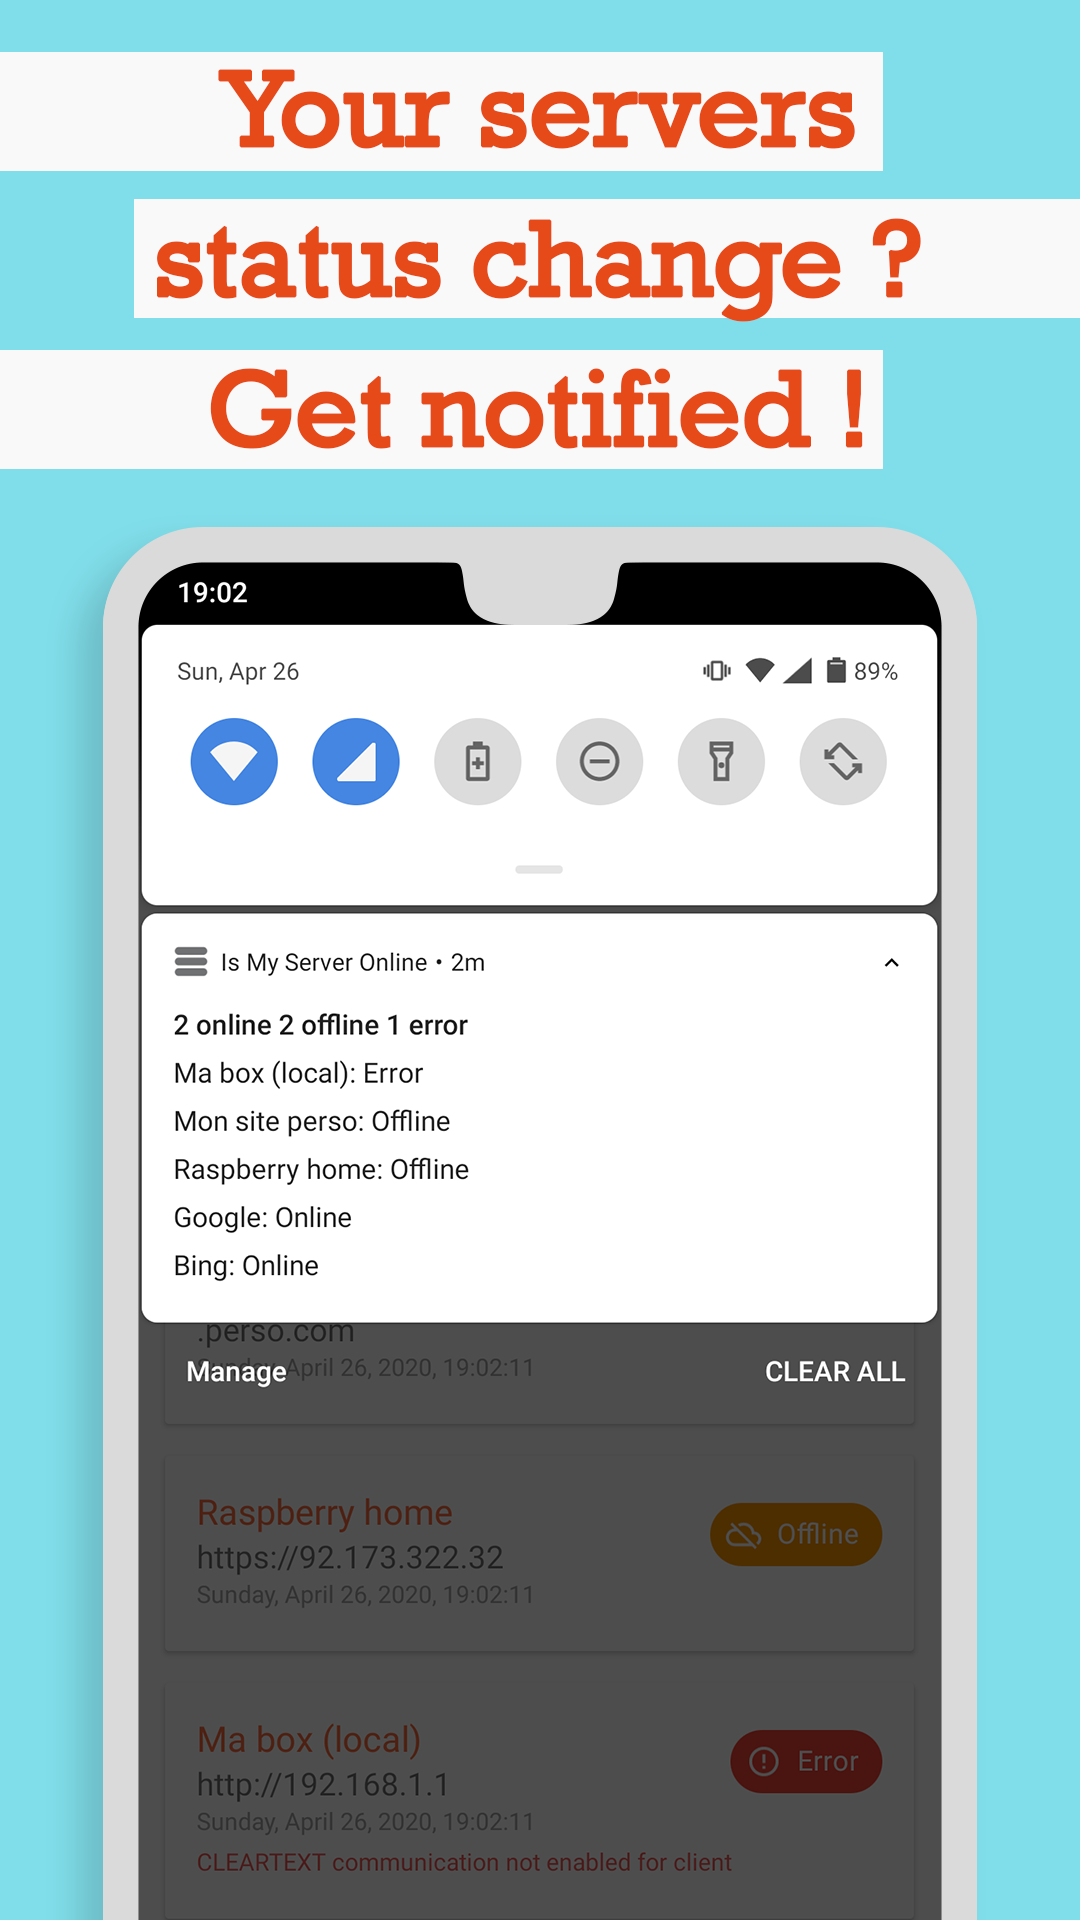 Your servers
status change ?
Get notified !
19:02
Sun, Apr 26
89%
Is My Server Online • 2m
2 online 2 offline 1 error
Ma box (local): Error
Mon site perso: Offline
Raspberry home: Offline
Google: Online
Bing: Online
.perso.com
Sunday, April 26, 2020, 19:02:11
Manage
CLEAR ALL
Raspberry home
https://92.173.322.32
Sunday, April 26, 2020, 19:02:11
Offline
Ma box (local)
http://192.168.1.1
Sunday, April 26, 2020, 19:02:11
CLEARTEXT communication not enabled for client
Error